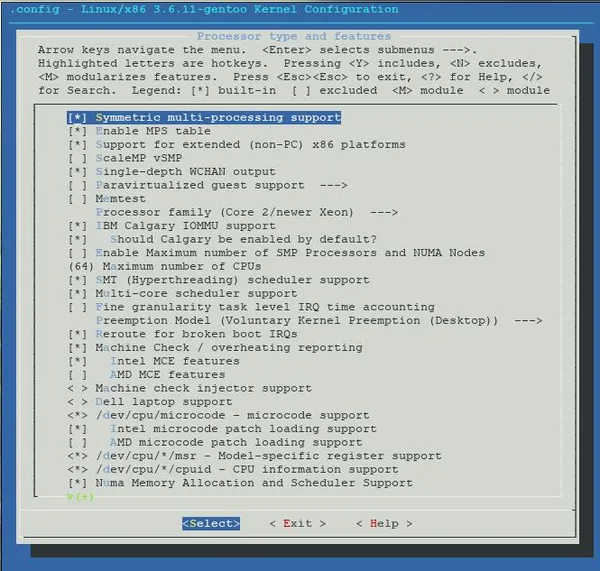 .config - Linux/x86 3.6.11-gentoo Kernel Configuration
Processor type and features
Arrow keys navigate the menu.  <Enter> selects submenus --->.
Highlighted letters are hotkeys.  Pressing <Y> includes, <N> excludes,
<M> modularizes features.  Press <Esc><Esc> to exit, <?> for Help, </>
for Search.  Legend: [*] built-in  [ ] excluded  <M> module  < > module
[*] Symmetric multi-processing support
[*] Enable MPS table
[*] Support for extended (non-PC) x86 platforms
[ ] ScaleMP vSMP
[*] Single-depth WCHAN output
[ ] Paravirtualized guest support  --->
[ ] Memtest
Processor family (Core 2/newer Xeon)  --->
[*] IBM Calgary IOMMU support
[*]   Should Calgary be enabled by default?
[ ] Enable Maximum number of SMP Processors and NUMA Nodes
(64) Maximum number of CPUs
[*] SMT (Hyperthreading) scheduler support
[*] Multi-core scheduler support
[ ] Fine granularity task level IRQ time accounting
Preemption Model (Voluntary Kernel Preemption (Desktop))  --->
[*] Reroute for broken boot IRQs
[*] Machine Check / overheating reporting
[*]   Intel MCE features
[ ]   AMD MCE features
< > Machine check injector support
< > Dell laptop support
<*> /dev/cpu/microcode - microcode support
[*]   Intel microcode patch loading support
[ ]   AMD microcode patch loading support
<*> /dev/cpu/*/msr - Model-specific register support
<*> /dev/cpu/*/cpuid - CPU information support
[*] Numa Memory Allocation and Scheduler Support
v(+)
<Select>    < Exit >    < Help >